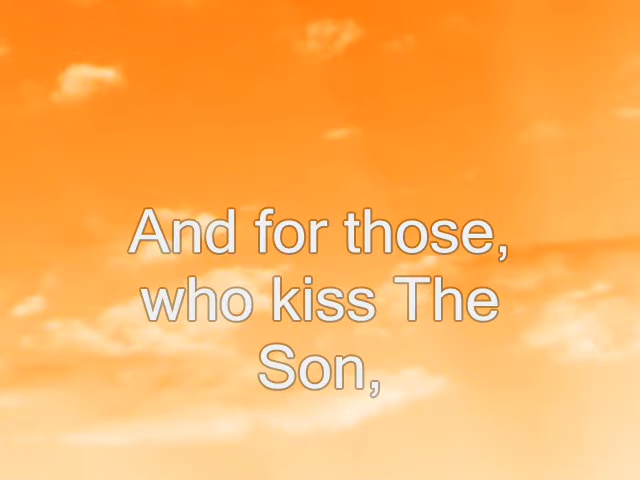 And for those,
who kiss The
Son,